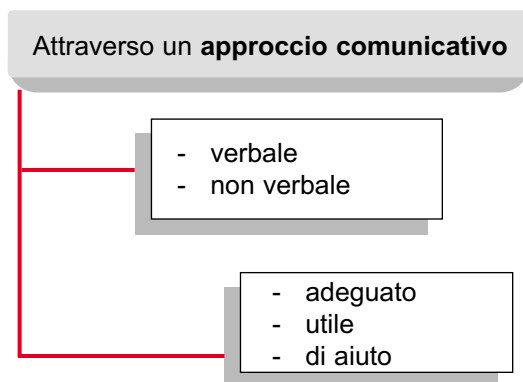 Attraverso un approccio comunicativo
- verbale
- non verbale
- adeguato
- utile
- di aiuto